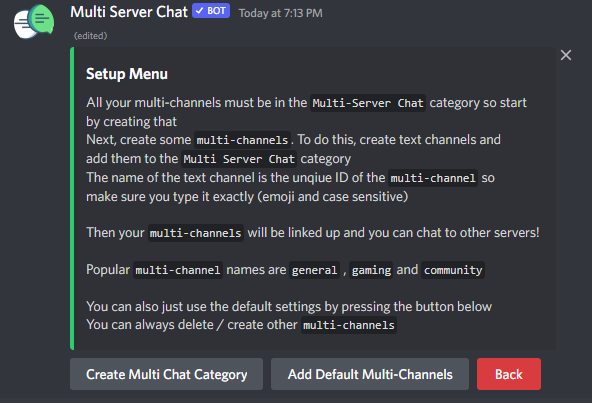 Multi Server Chat ✓ BOT Today at 7:13 PM
(edited)
Setup Menu
All your multi-channels must be in the Multi-Server Chat category so start
by creating that
Next, create some multi-channels. To do this, create text channels and
add them to the Multi Server Chat category
The name of the text channel is the unqiue ID of the multi-channel so
make sure you type it exactly (emoji and case sensitive)
Then your multi-channels will be linked up and you can chat to other servers!
Popular multi-channel names are general , gaming and community
You can also just use the default settings by pressing the button below
You can always delete / create other multi-channels
Create Multi Chat Category Add Default Multi-Channels Back